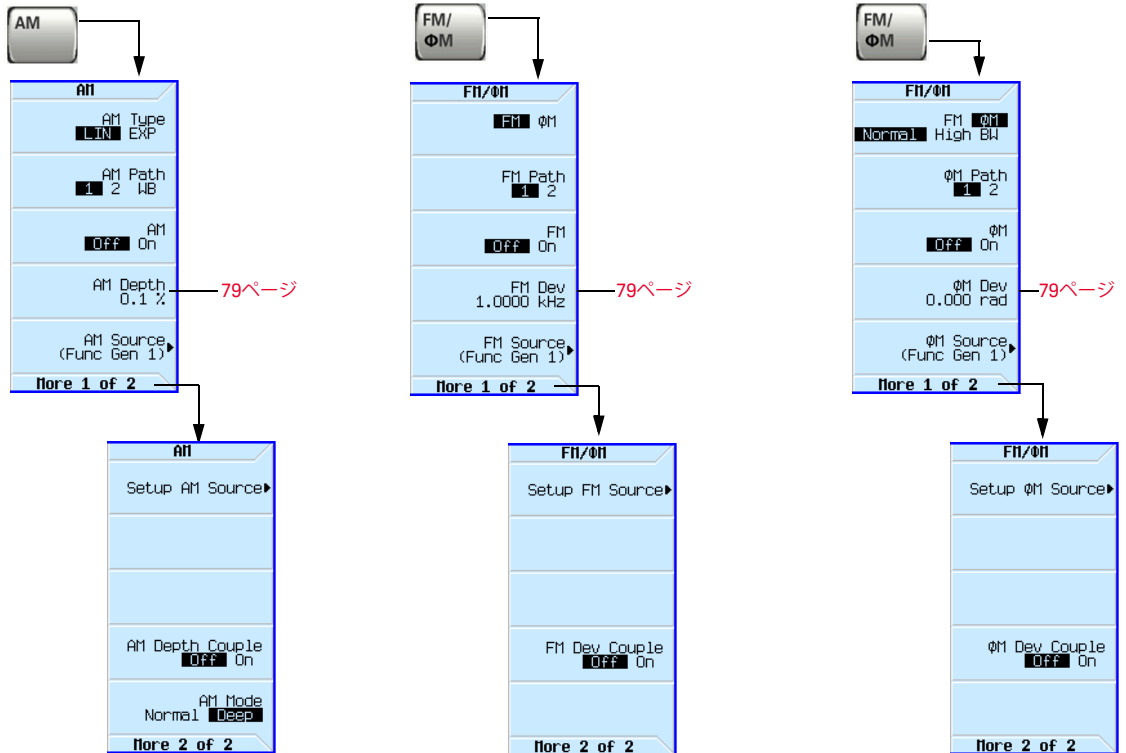 AM
AM
AM Type
LIN EXP
AM Path
1 2 WB
AM
Off On
AM Depth
0.1 %
79ページ
AM Source
(Func Gen 1)
More 1 of 2
AM
Setup AM Source
AM Depth Couple
Off On
AM Mode
Normal Deep
More 2 of 2
FM/
ΦM
FM/ΦM
FM ΦM
FM Path
1 2
FM
Off On
FM Dev
1.0000 kHz
79ページ
FM Source
(Func Gen 1)
More 1 of 2
FM/ΦM
Setup FM Source
FM Dev Couple
Off On
More 2 of 2
FM/
ΦM
FM/ΦM
FM ΦM
Normal High BW
ΦM Path
1 2
ΦM
Off On
ΦM Dev
0.000 rad
79ページ
ΦM Source
(Func Gen 1)
More 1 of 2
FM/ΦM
Setup ΦM Source
ΦM Dev Couple
Off On
More 2 of 2